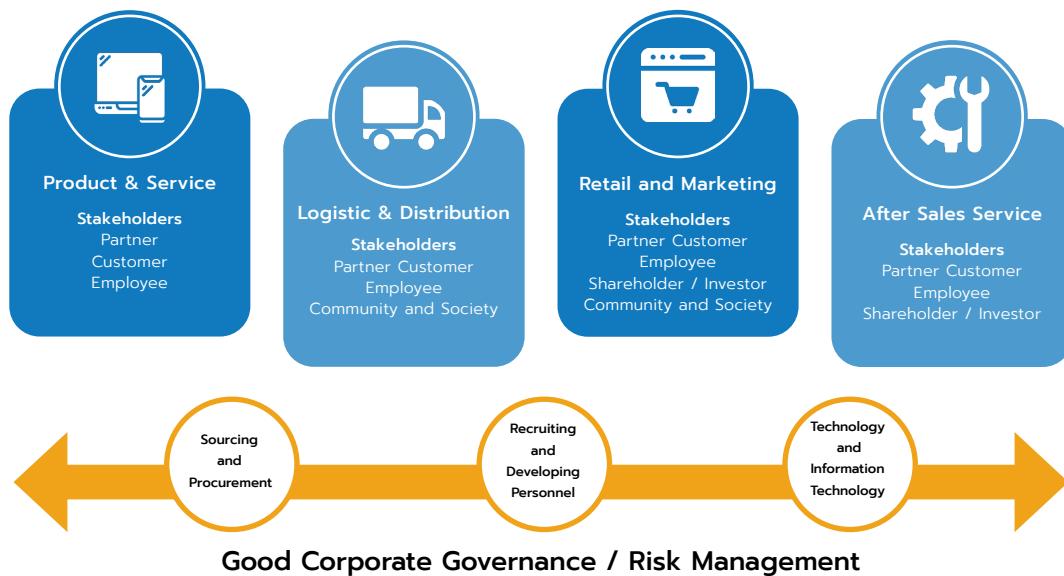 Product & Service
Stakeholders
Partner
Customer
Employee
Logistic & Distribution
Stakeholders
Partner Customer
Employee
Community and Society
Retail and Marketing
Stakeholders
Partner Customer
Employee
Shareholder / Investor
Community and Society
After Sales Service
Stakeholders
Partner Customer
Employee
Shareholder / Investor
Sourcing
and
Procurement
Recruiting
and
Developing
Personnel
Technology
and
Information
Technology
Good Corporate Governance / Risk Management